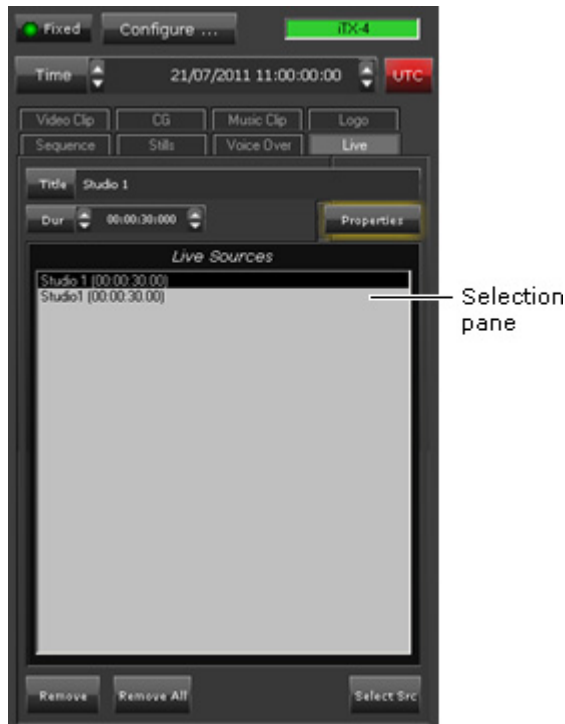 Fixed Configure ... iTX-4
Time 21/07/2011 11:00:00:00 UTC
Video Clip CG Music Clip Logo
Sequence Stills Voice Over Live
Title Studio 1
Dur 00:00:30:000 Properties
Live Sources
Studio 1 (00:00:30.00)
Studio1 (00:00:30.00)
Selection
pane
Remove Remove All Select Src